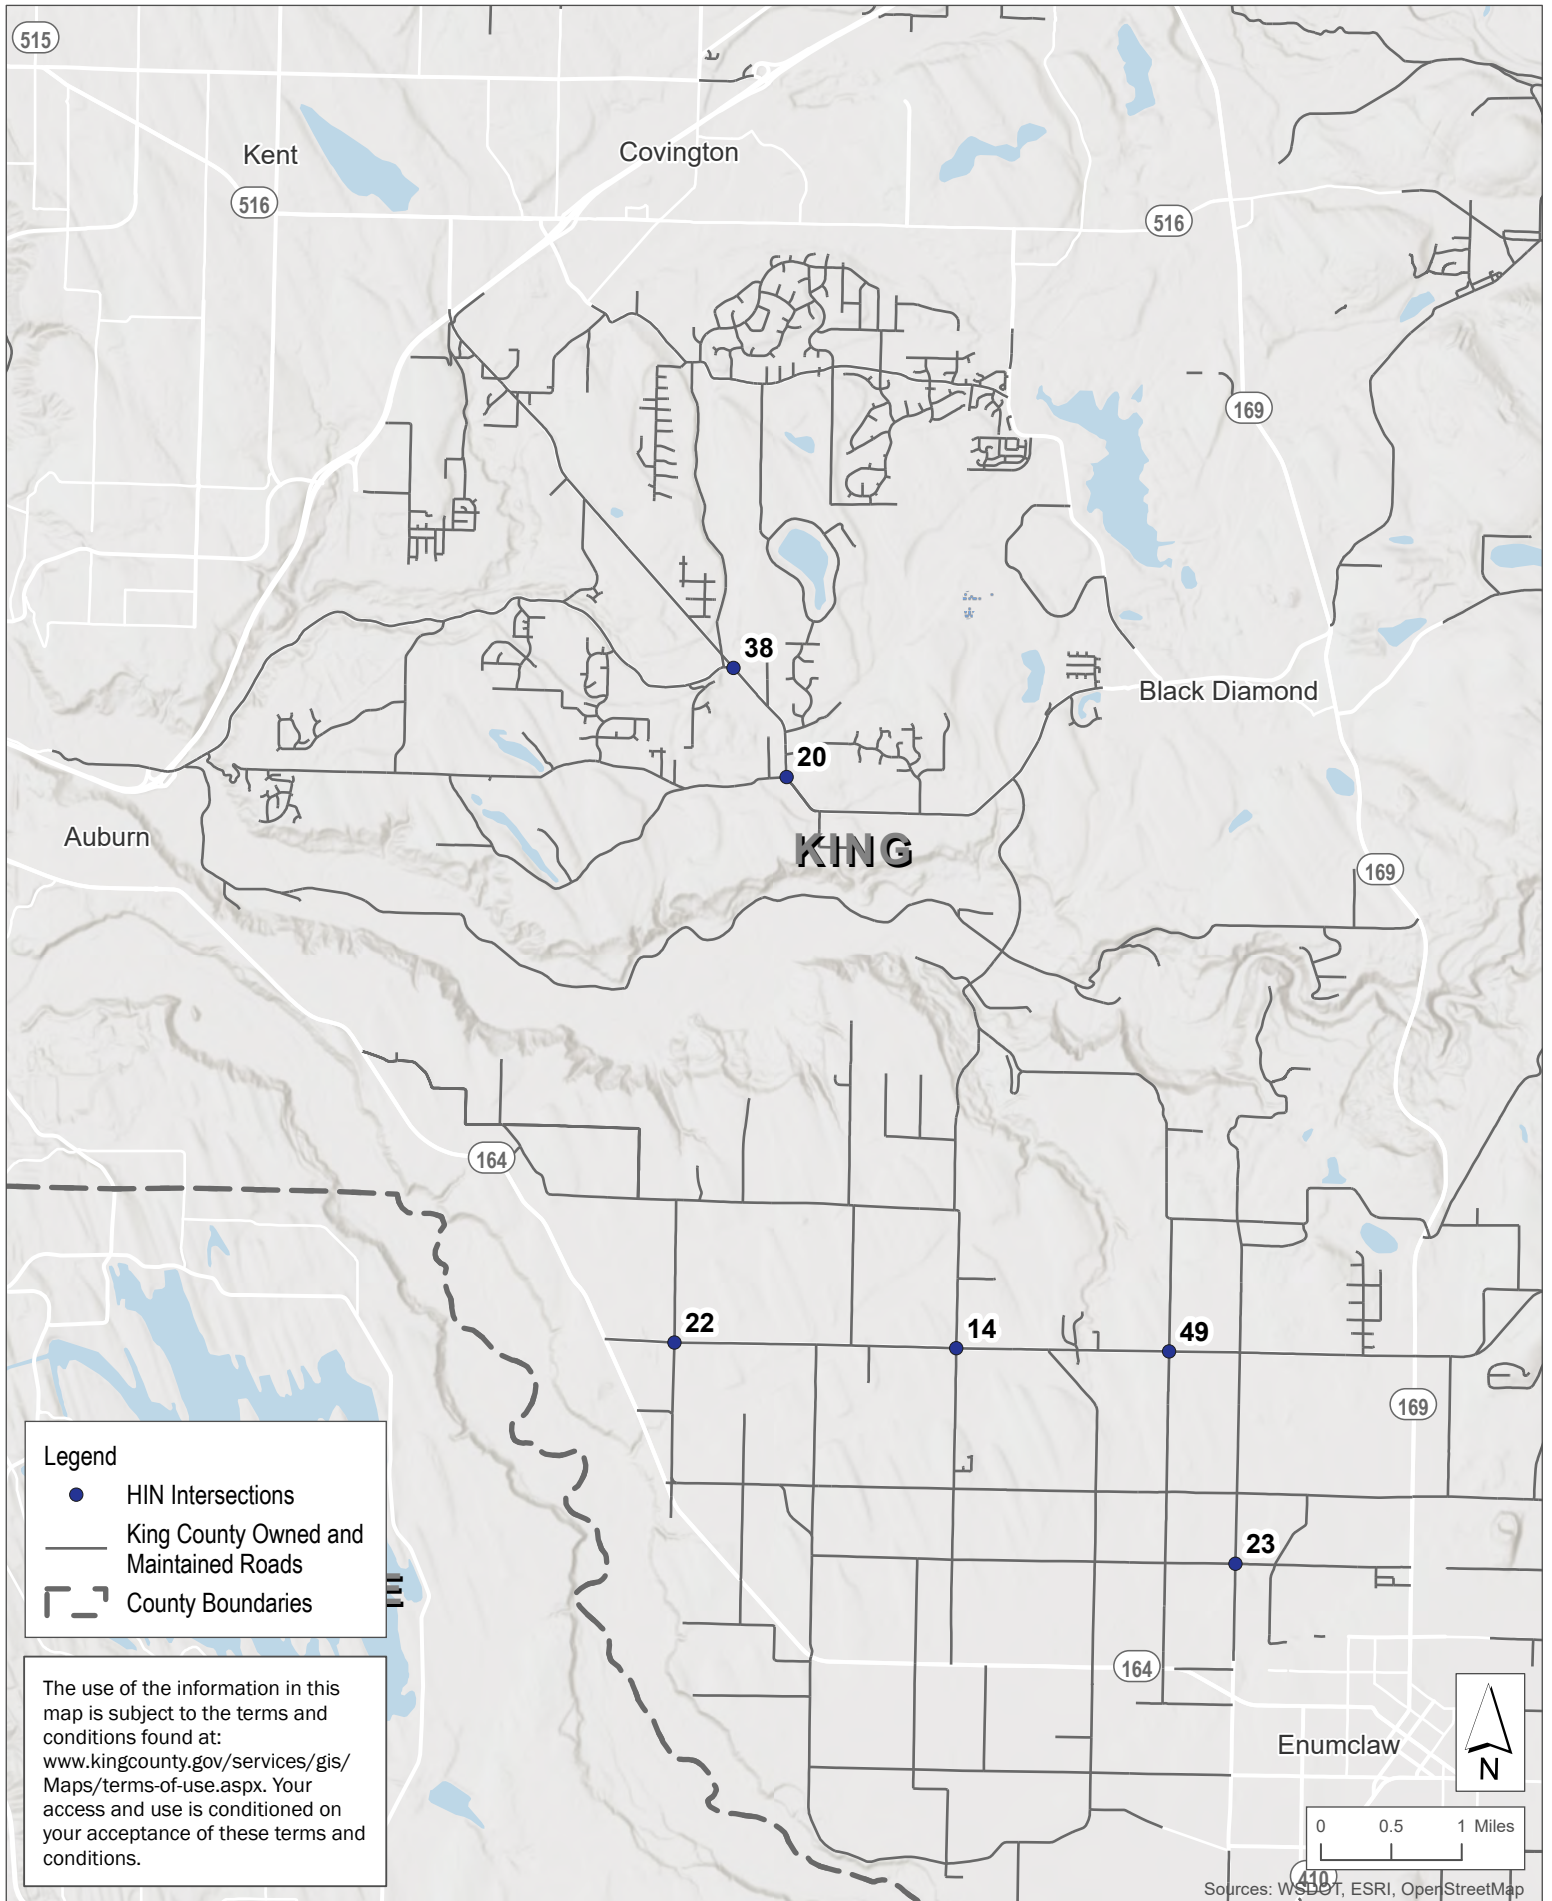 515
Kent
Covington
516
516
169
38
Black Diamond
20
Auburn
KING
169
164
22
14
49
169
23
164
Enumclaw
410
Legend
HIN Intersections
King County Owned and
Maintained Roads
County Boundaries
The use of the information in this
map is subject to the terms and
conditions found at:
www.kingcounty.gov/services/gis/
Maps/terms-of-use.aspx. Your
access and use is conditioned on
your acceptance of these terms and
conditions.
N
0 0.5 1 Miles
Sources: WSDOT, ESRI, OpenStreetMap